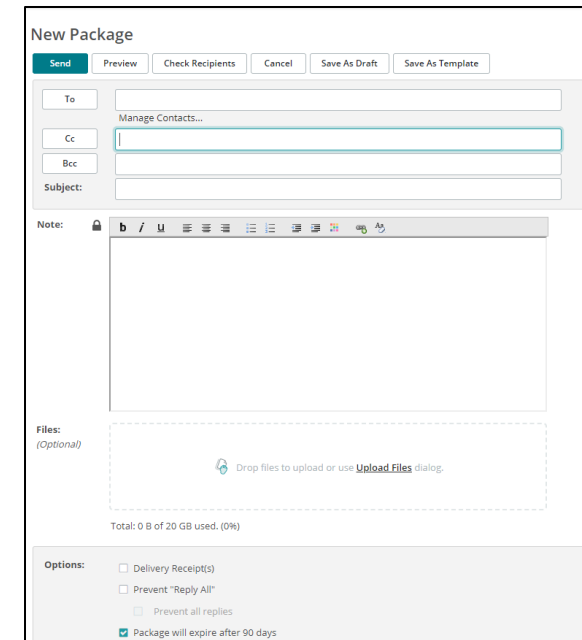 New Package
Send Preview Check Recipients Cancel Save As Draft Save As Template
To
Manage Contacts...
Cc
Bcc
Subject:
Note: b i u
Files:
(Optional)
Drop files to upload or use Upload Files dialog.
Total: 0 B of 20 GB used. (0%)
Options: Delivery Receipt(s)
Prevent "Reply All"
Prevent all replies
Package will expire after 90 days